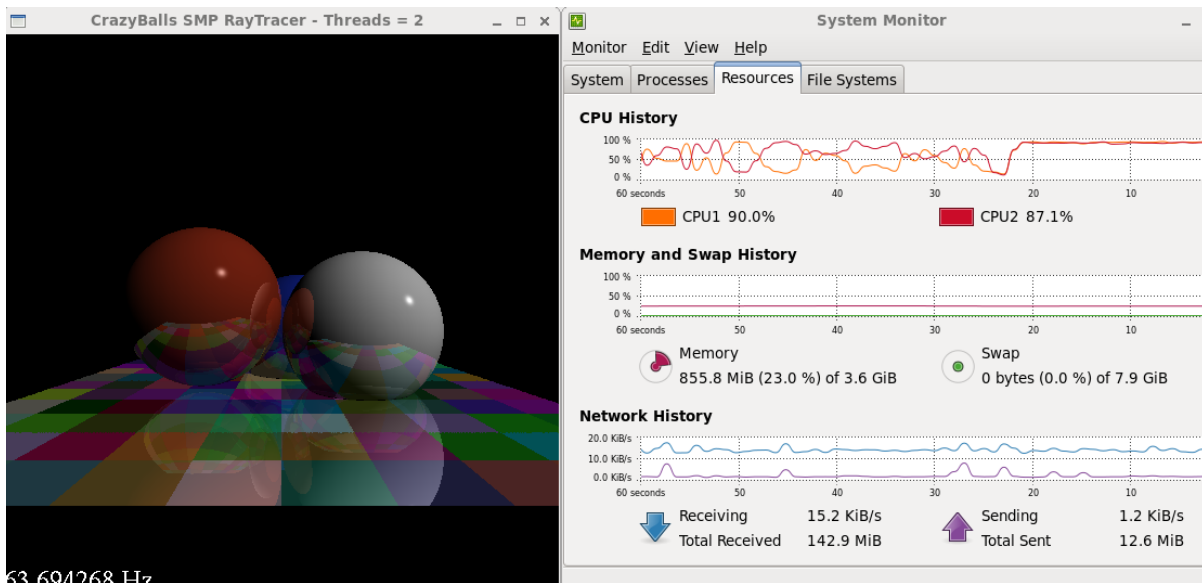 CrazyBalls SMP RayTracer - Threads = 2
63.694268 Hz
System Monitor
Monitor Edit View Help
System Processes Resources File Systems
CPU History
100 %
50 %
0 %
60 seconds 50 40 30 20 10
CPU1 90.0% CPU2 87.1%
Memory and Swap History
100 %
50 %
0 %
60 seconds 50 40 30 20 10
Memory Swap
855.8 MiB (23.0 %) of 3.6 GiB 0 bytes (0.0 %) of 7.9 GiB
Network History
20.0 KiB/s
10.0 KiB/s
0.0 KiB/s
60 seconds 50 40 30 20 10
Receiving 15.2 KiB/s Sending 1.2 KiB/s
Total Received 142.9 MiB Total Sent 12.6 MiB